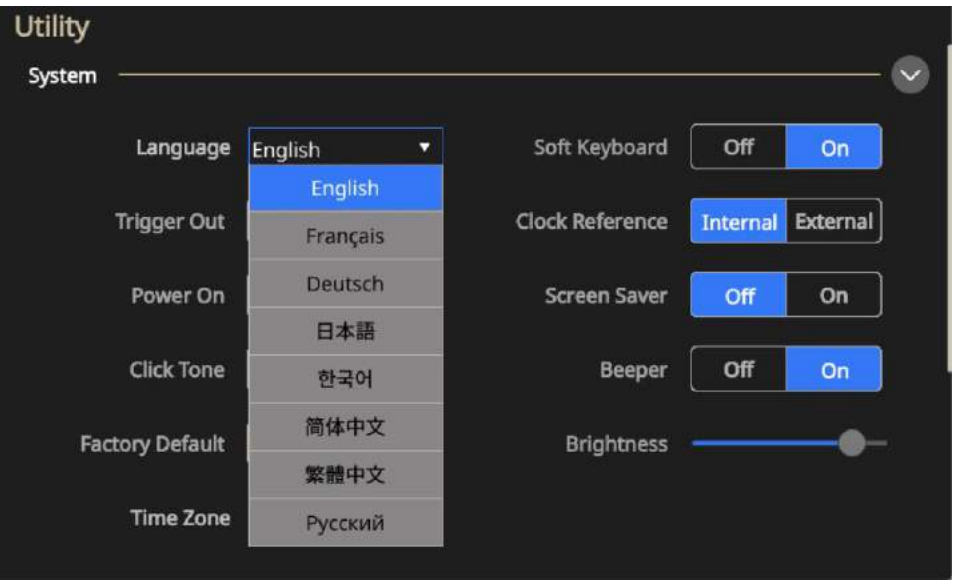 Utility
System
Language English ▼
English
Français
Deutsch
日本語
한국어
简体中文
繁體中文
Русский
Trigger Out
Power On
Click Tone
Factory Default
Time Zone
Soft Keyboard Off On
Clock Reference Internal External
Screen Saver Off On
Beeper Off On
Brightness